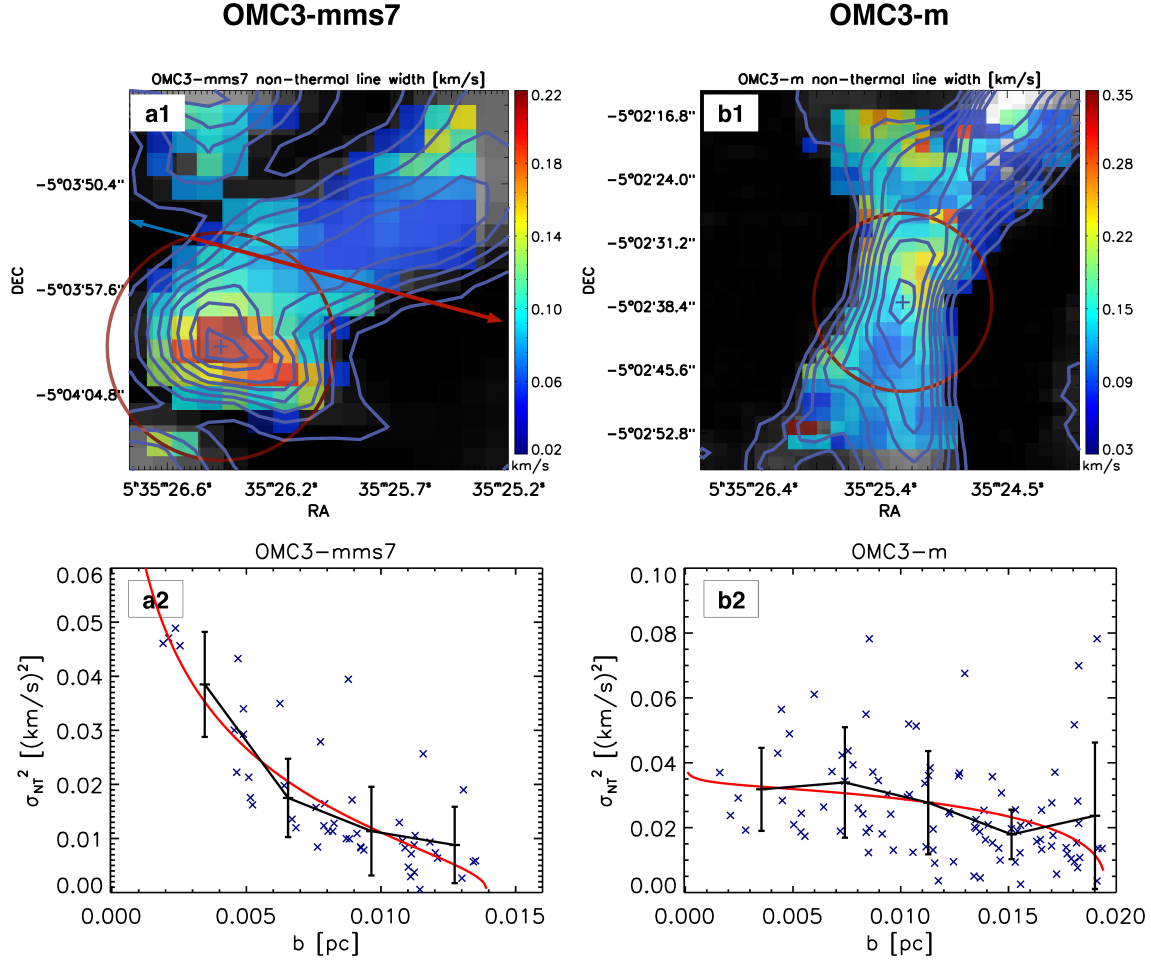 OMC3-mms7
OMC3-m
OMC3-mms7 non-thermal line width [km/s]
a1
-5°03'50.4"
-5°03'57.6"
-5°04'04.8"
DEC
5ʰ35ᵐ26.6ˢ 35ᵐ26.2ˢ 35ᵐ25.7ˢ 35ᵐ25.2ˢ
RA
0.22
0.18
0.14
0.10
0.06
0.02
km/s
OMC3-m non-thermal line width [km/s]
b1
-5°02'16.8"
-5°02'24.0"
-5°02'31.2"
-5°02'38.4"
-5°02'45.6"
-5°02'52.8"
DEC
5ʰ35ᵐ26.4ˢ 35ᵐ25.4ˢ 35ᵐ24.5ˢ
RA
0.35
0.28
0.22
0.15
0.09
0.03
km/s
OMC3-mms7
a2
0.06
0.05
0.04
0.03
0.02
0.01
0.00
σNT² [(km/s)²]
0.000 0.005 0.010 0.015
b [pc]
OMC3-m
b2
0.10
0.08
0.06
0.04
0.02
0.00
σNT² [(km/s)²]
0.000 0.005 0.010 0.015 0.020
b [pc]